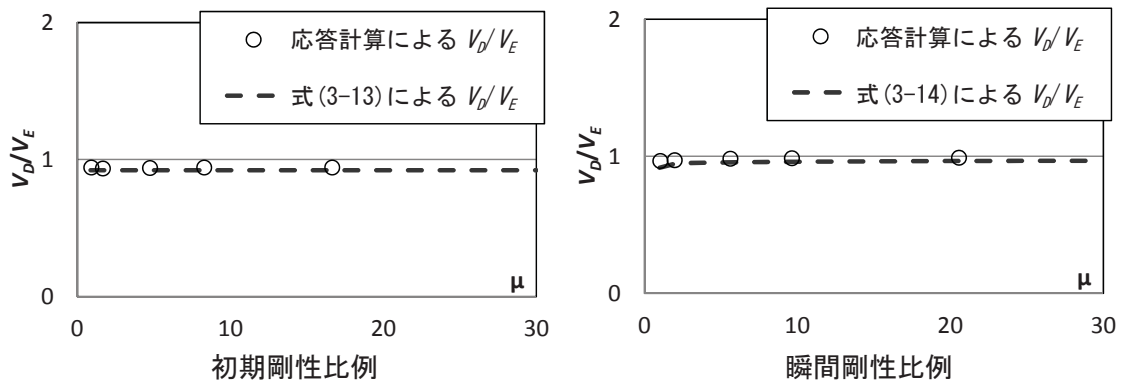 2
応答計算による V_D/V_E
式(3-13)による V_D/V_E
V_D/V_E
1
0
μ
0
10
20
30
初期剛性比例
2
応答計算による V_D/V_E
式(3-14)による V_D/V_E
V_D/V_E
1
0
μ
0
10
20
30
瞬間剛性比例